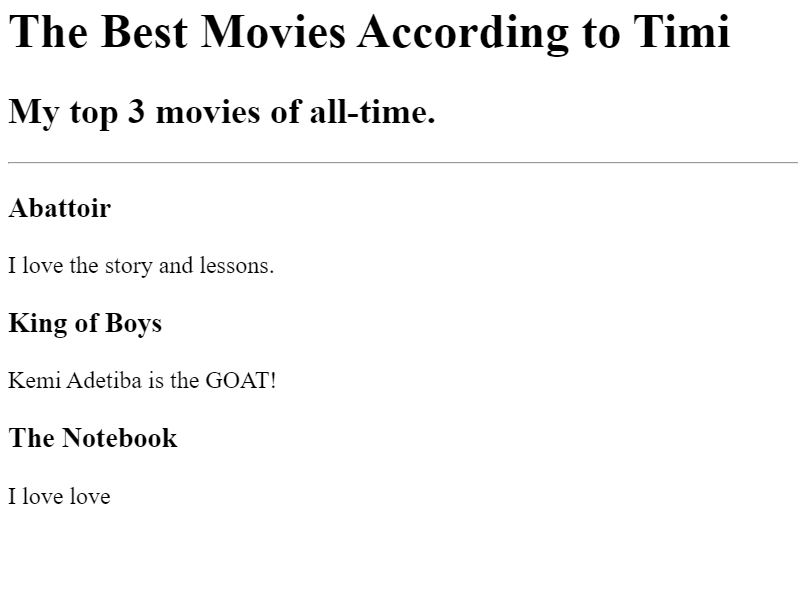 The Best Movies According to Timi
My top 3 movies of all-time.
Abattoir
I love the story and lessons.
King of Boys
Kemi Adetiba is the GOAT!
The Notebook
I love love